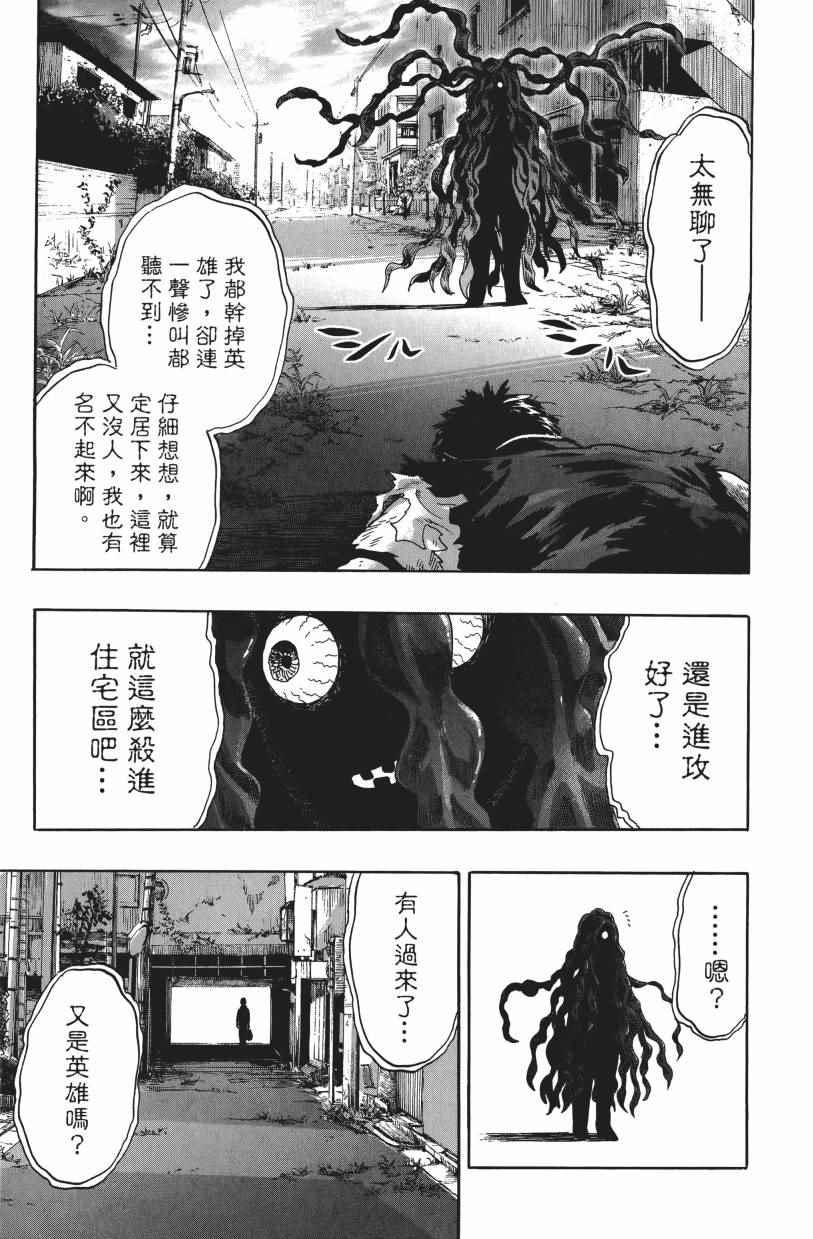 太無聊了——
我都幹掉英
雄了，卻連
一聲慘叫都
聽不到…
仔細想想，就算
定居下來，這裡
又沒人，我也有
名不起來啊。
還是進攻
好了…
就這麼殺進
住宅區吧…
……嗯？
有人過來了…
又是英雄嗎？